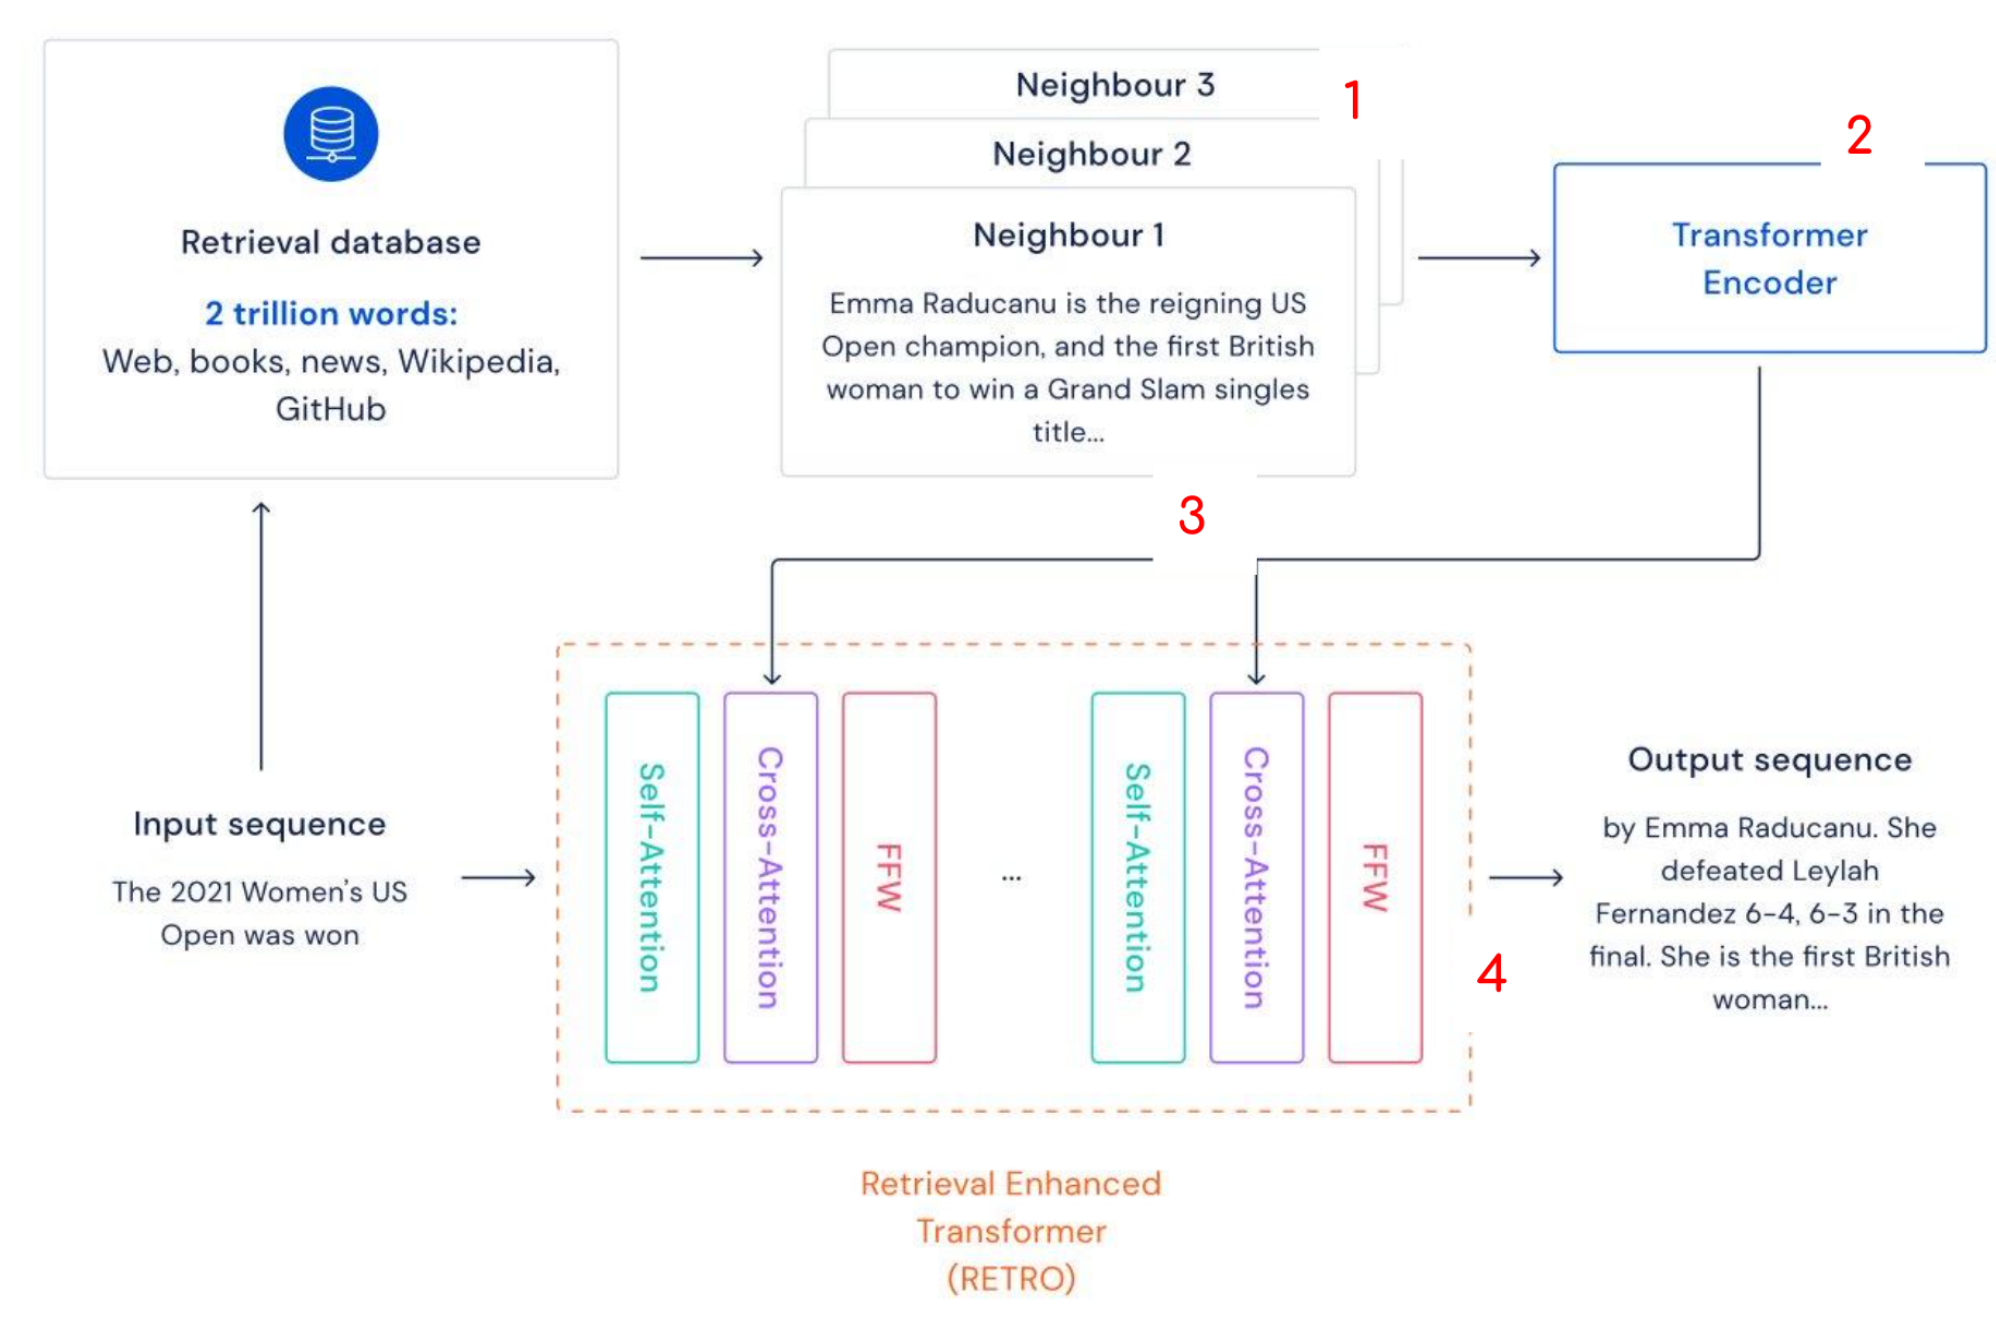 Retrieval database
2 trillion words:
Web, books, news, Wikipedia,
GitHub
Neighbour 3
1
Neighbour 2
Neighbour 1
Emma Raducanu is the reigning US
Open champion, and the first British
woman to win a Grand Slam singles
title...
2
Transformer
Encoder
3
Input sequence
The 2021 Women's US
Open was won
Self-Attention
Cross-Attention
FFW
...
Self-Attention
Cross-Attention
FFW
4
Output sequence
by Emma Raducanu. She
defeated Leylah
Fernandez 6-4, 6-3 in the
final. She is the first British
woman...
Retrieval Enhanced
Transformer
(RETRO)